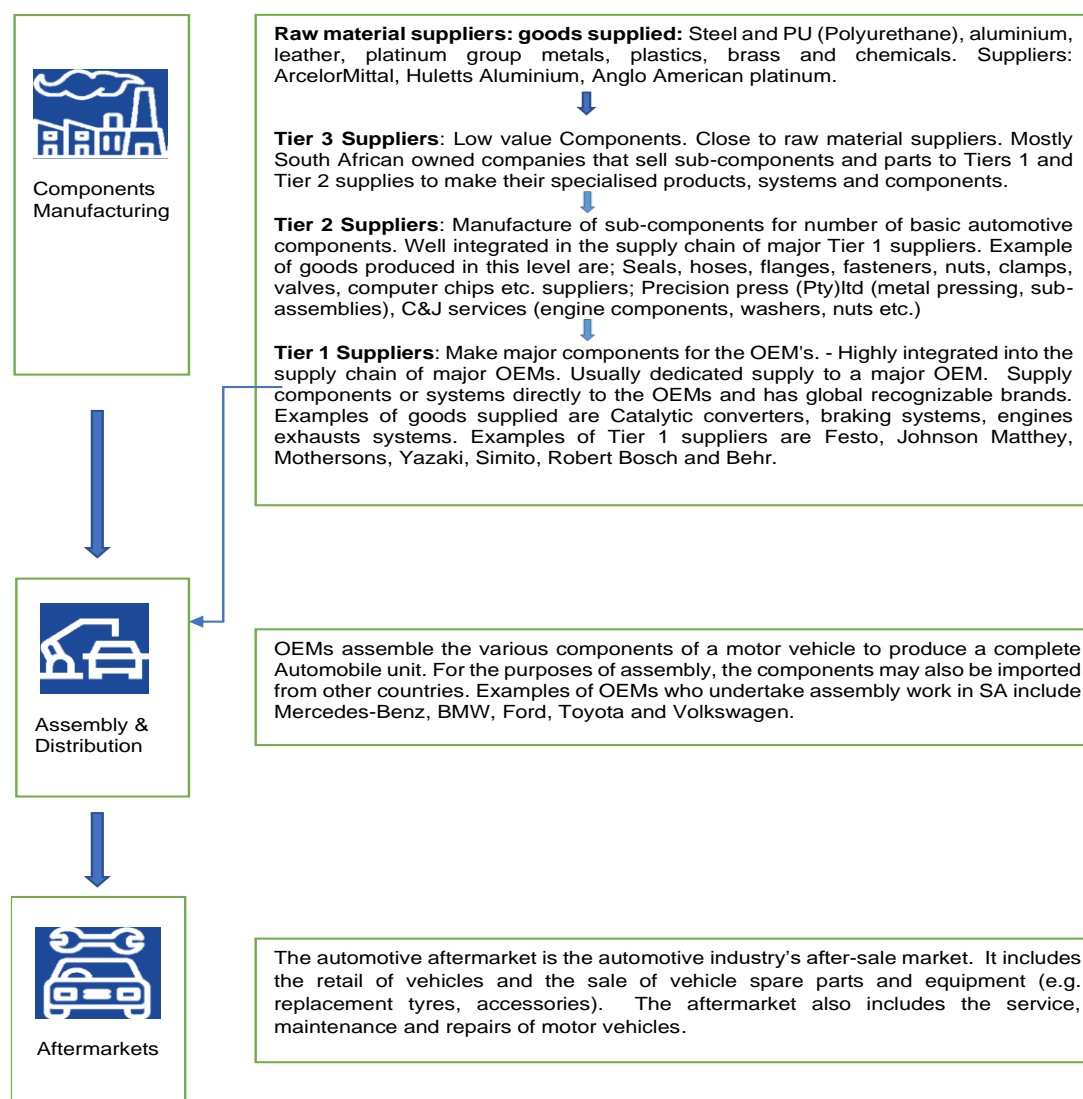 Raw material suppliers: goods supplied: Steel and PU (Polyurethane), aluminium,
leather, platinum group metals, plastics, brass and chemicals. Suppliers:
ArcelorMittal, Huletts Aluminium, Anglo American platinum.
Tier 3 Suppliers: Low value Components. Close to raw material suppliers. Mostly
South African owned companies that sell sub-components and parts to Tiers 1 and
Tier 2 supplies to make their specialised products, systems and components.
Tier 2 Suppliers: Manufacture of sub-components for number of basic automotive
components. Well integrated in the supply chain of major Tier 1 suppliers. Example
of goods produced in this level are; Seals, hoses, flanges, fasteners, nuts, clamps,
valves, computer chips etc. suppliers; Precision press (Pty)ltd (metal pressing, sub-
assemblies), C&J services (engine components, washers, nuts etc.)
Tier 1 Suppliers: Make major components for the OEM's. - Highly integrated into the
supply chain of major OEMs. Usually dedicated supply to a major OEM. Supply
components or systems directly to the OEMs and has global recognizable brands.
Examples of goods supplied are Catalytic converters, braking systems, engines
exhausts systems. Examples of Tier 1 suppliers are Festo, Johnson Matthey,
Mothersons, Yazaki, Simito, Robert Bosch and Behr.
Components
Manufacturing
OEMs assemble the various components of a motor vehicle to produce a complete
Automobile unit. For the purposes of assembly, the components may also be imported
from other countries. Examples of OEMs who undertake assembly work in SA include
Mercedes-Benz, BMW, Ford, Toyota and Volkswagen.
Assembly &
Distribution
The automotive aftermarket is the automotive industry’s after-sale market. It includes
the retail of vehicles and the sale of vehicle spare parts and equipment (e.g.
replacement tyres, accessories). The aftermarket also includes the service,
maintenance and repairs of motor vehicles.
Aftermarkets